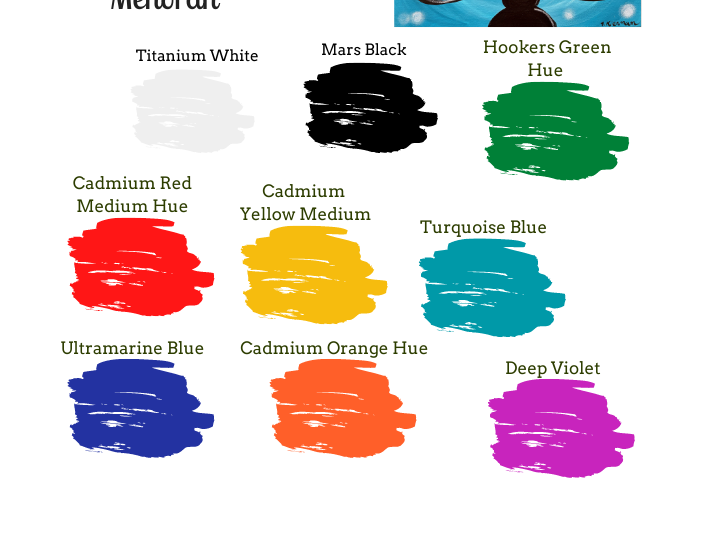 Menorah
Titanium White
Mars Black
Hookers Green
Hue
Cadmium Red
Medium Hue
Cadmium
Yellow Medium
Turquoise Blue
Ultramarine Blue
Cadmium Orange Hue
Deep Violet